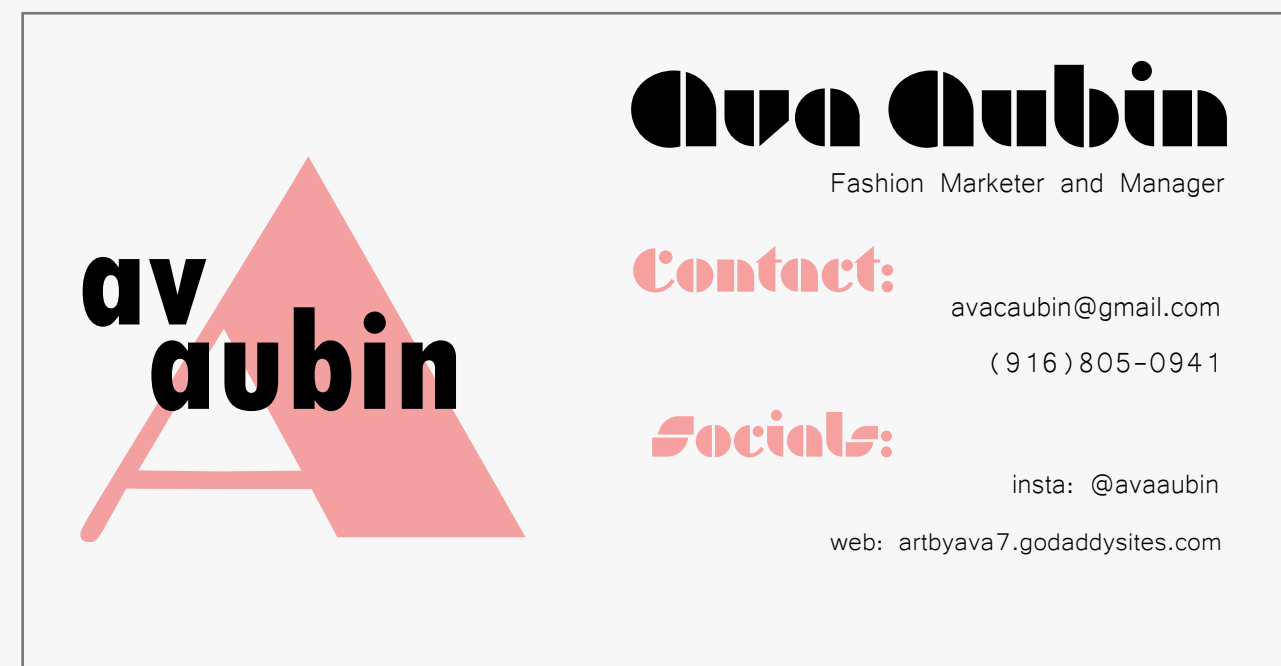 av
aubin
Ava Aubin
Fashion Marketer and Manager
Contact:
avacaubin@gmail.com
(916)805-0941
Socials:
insta: @avaaubin
web: artbyava7.godaddysites.com